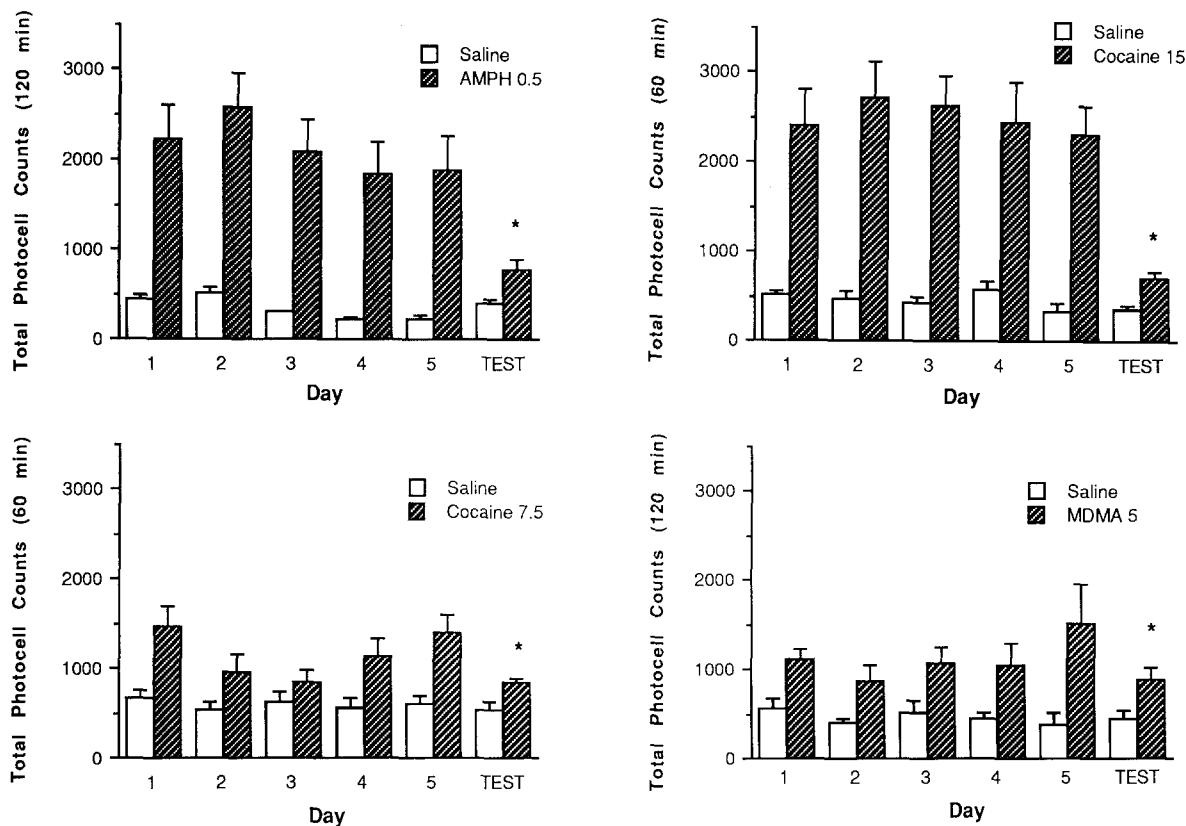 Total Photocell Counts (120 min)
3000
2000
1000
0
Saline
AMPH 0.5
*
1 2 3 4 5 TEST
Day
Total Photocell Counts (60 min)
3000
2000
1000
0
Saline
Cocaine 15
*
1 2 3 4 5 TEST
Day
Total Photocell Counts (60 min)
3000
2000
1000
0
Saline
Cocaine 7.5
*
1 2 3 4 5 TEST
Day
Total Photocell Counts (120 min)
3000
2000
1000
0
Saline
MDMA 5
*
1 2 3 4 5 TEST
Day